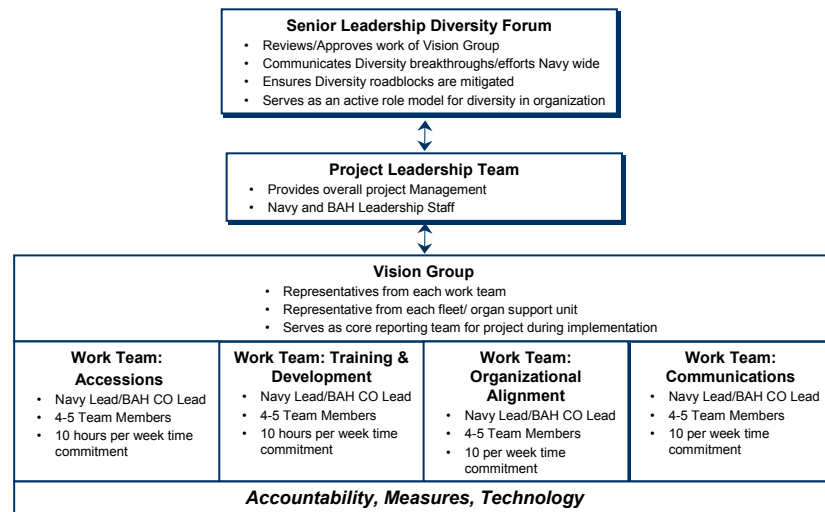 Senior Leadership Diversity Forum
• Reviews/Approves work of Vision Group
• Communicates Diversity breakthroughs/efforts Navy wide
• Ensures Diversity roadblocks are mitigated
• Serves as an active role model for diversity in organization
Project Leadership Team
• Provides overall project Management
• Navy and BAH Leadership Staff
Vision Group
• Representatives from each work team
• Representative from each fleet/ organ support unit
• Serves as core reporting team for project during implementation
Work Team:
Accessions
• Navy Lead/BAH CO Lead
• 4-5 Team Members
• 10 hours per week time
commitment
Work Team: Training &
Development
• Navy Lead/BAH CO Lead
• 4-5 Team Members
• 10 hours per week time
commitment
Work Team:
Organizational
Alignment
• Navy Lead/BAH CO Lead
• 4-5 Team Members
• 10 per week time
commitment
Work Team:
Communications
• Navy Lead/BAH CO Lead
• 4-5 Team Members
• 10 per week time
commitment
Accountability, Measures, Technology